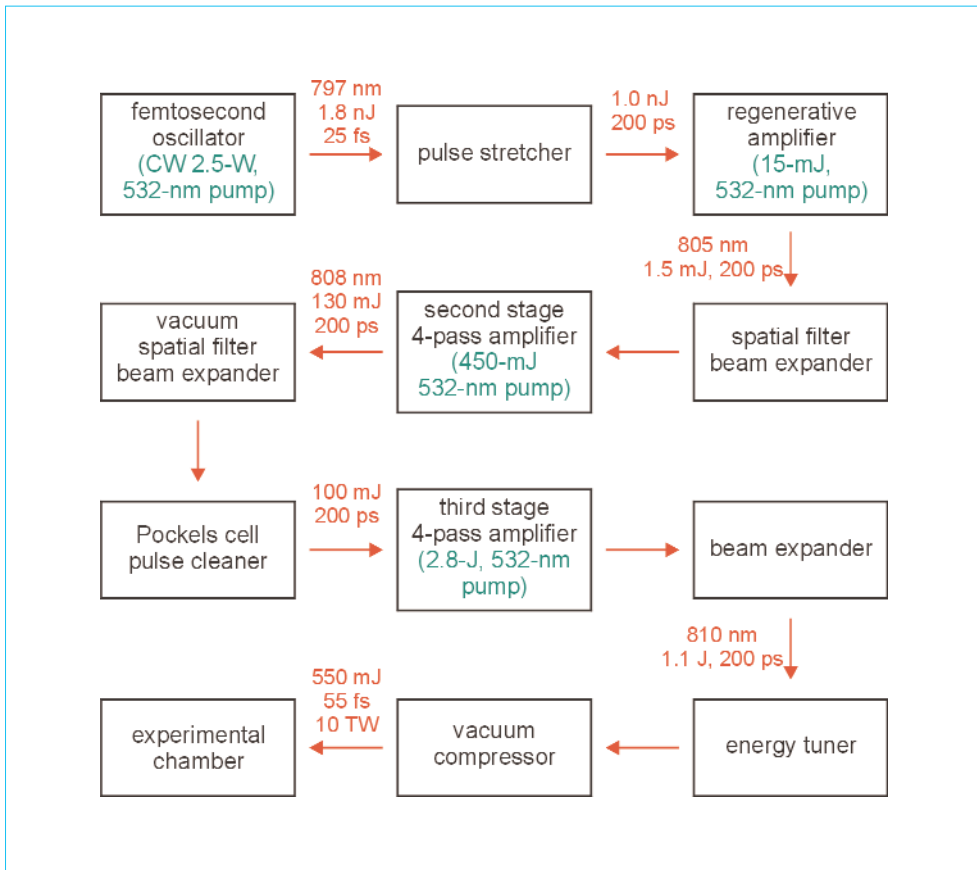 femtosecond
oscillator
(CW 2.5-W,
532-nm pump)
797 nm
1.8 nJ
25 fs
pulse stretcher
1.0 nJ
200 ps
regenerative
amplifier
(15-mJ,
532-nm pump)
805 nm
1.5 mJ, 200 ps
spatial filter
beam expander
second stage
4-pass amplifier
(450-mJ
532-nm pump)
808 nm
130 mJ
200 ps
vacuum
spatial filter
beam expander
Pockels cell
pulse cleaner
100 mJ
200 ps
third stage
4-pass amplifier
(2.8-J, 532-nm
pump)
beam expander
810 nm
1.1 J, 200 ps
energy tuner
vacuum
compressor
550 mJ
55 fs
10 TW
experimental
chamber